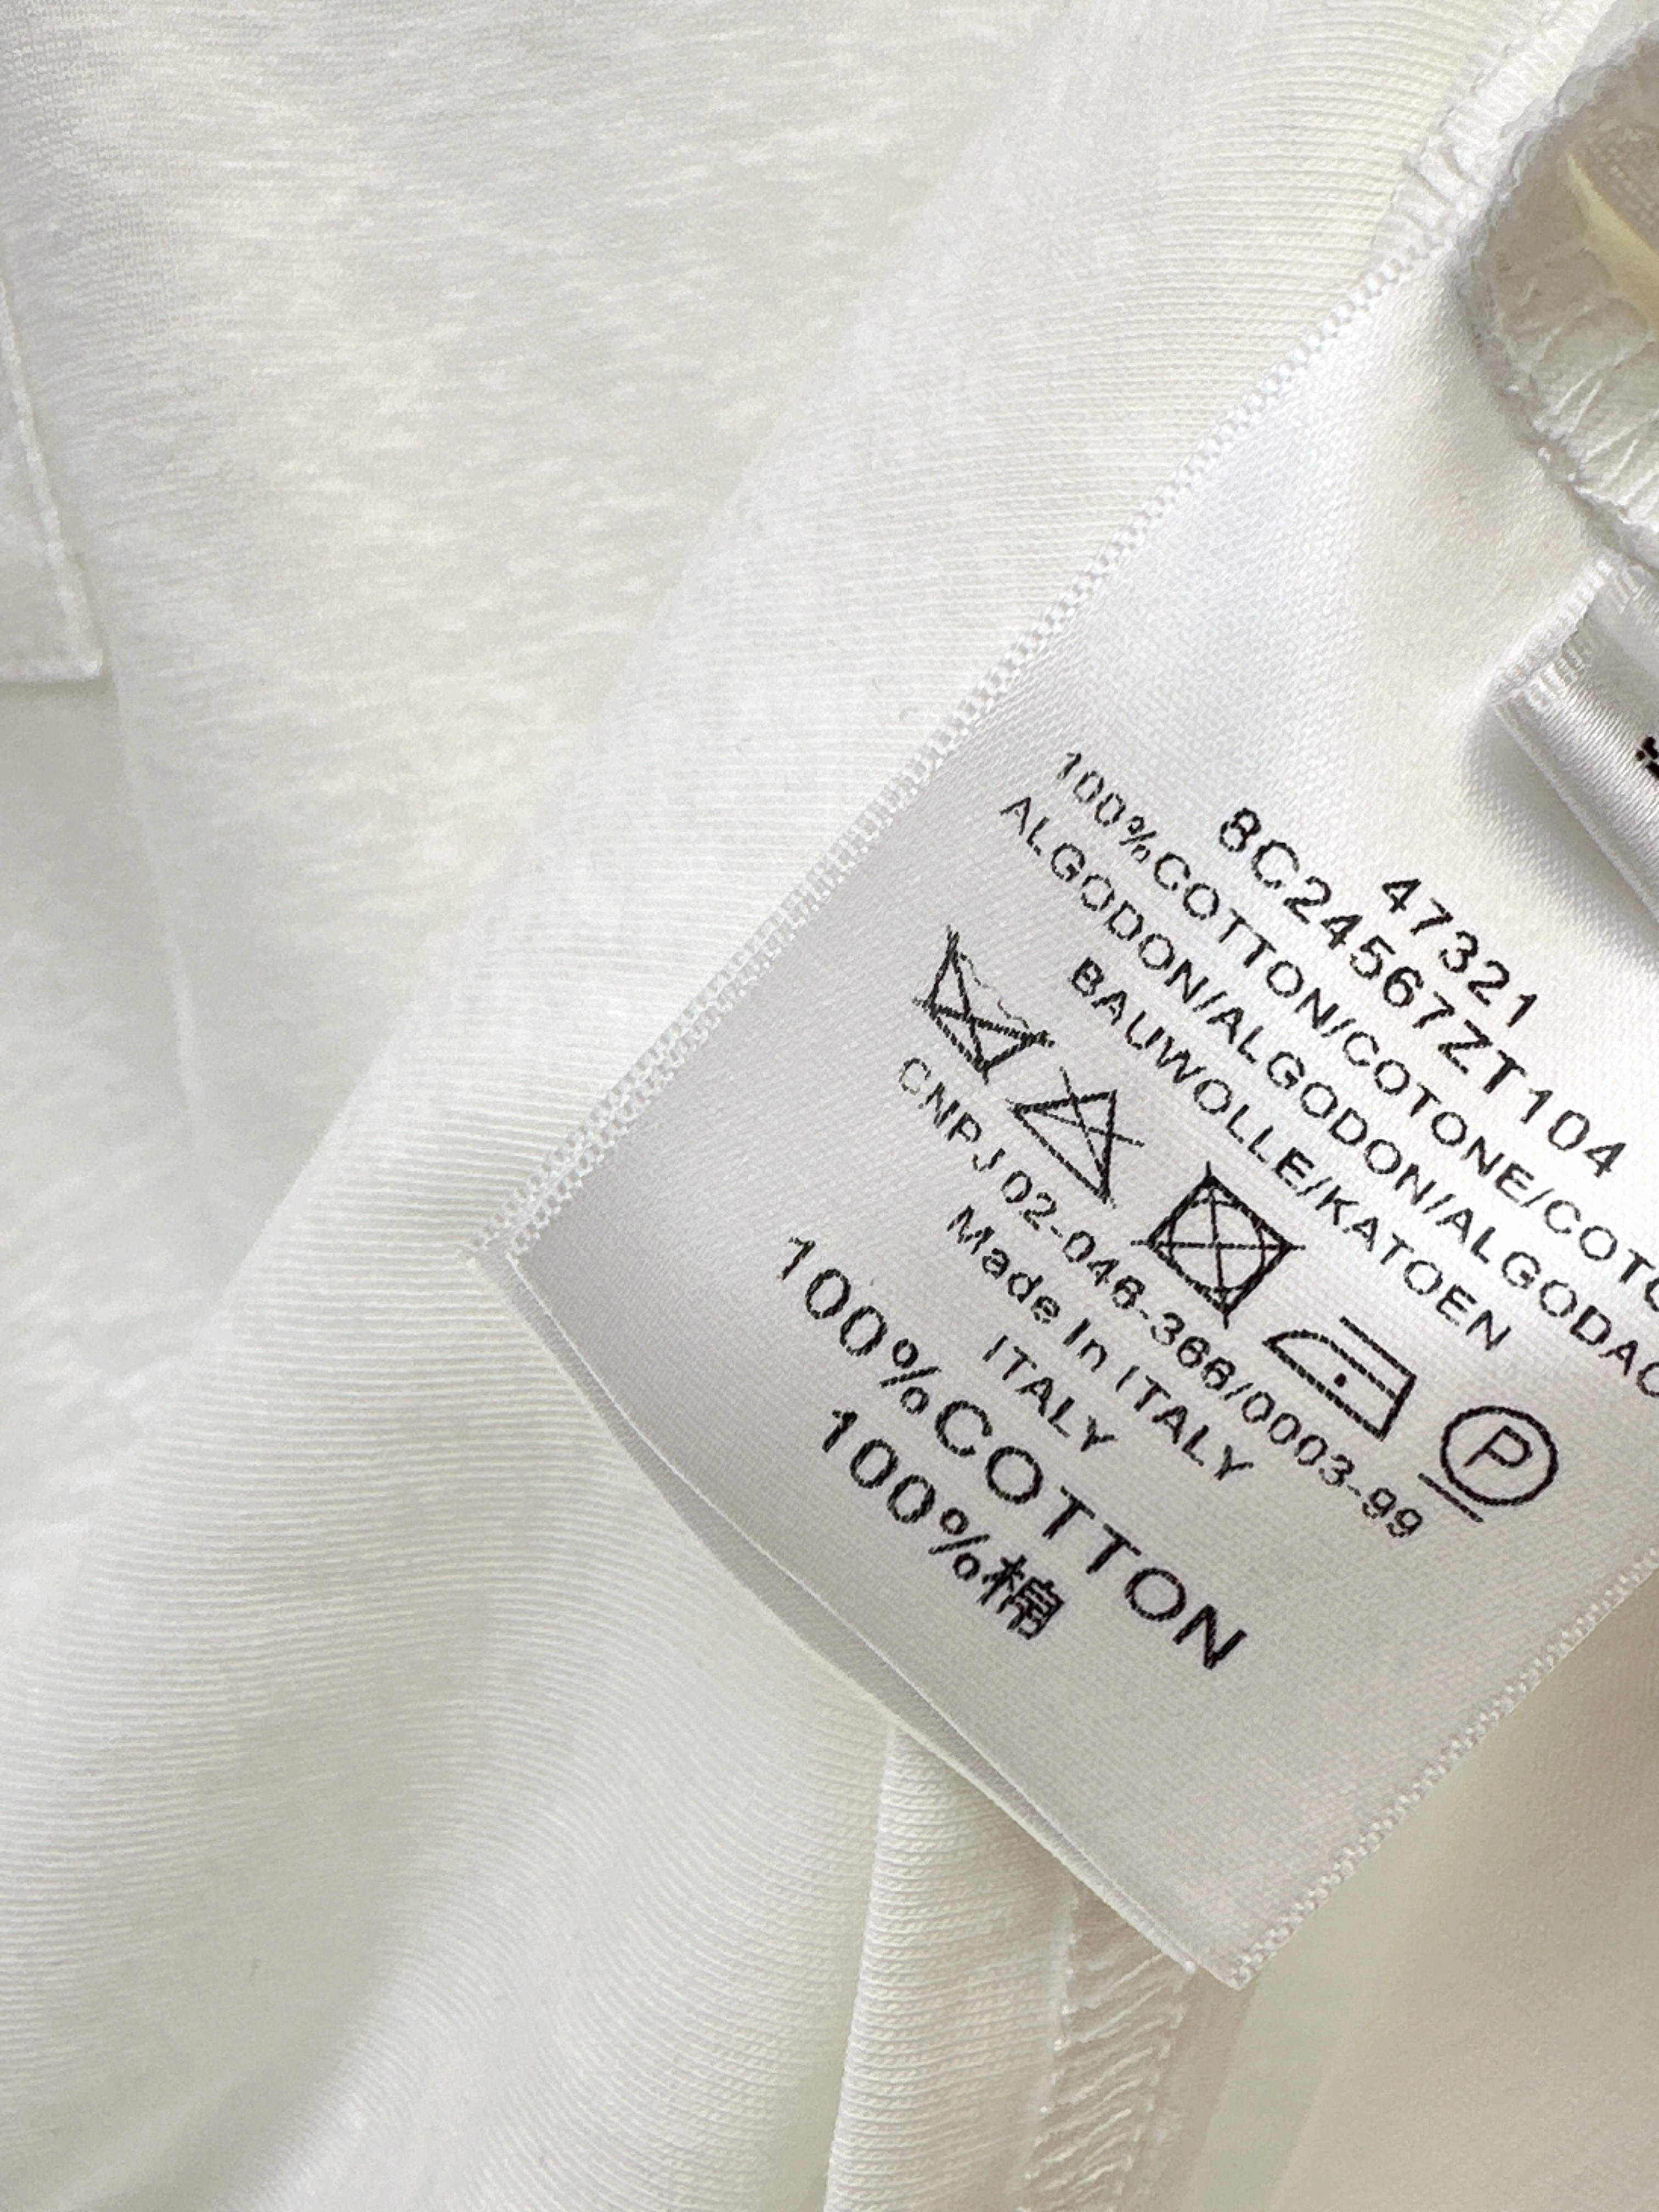 47321
8C24567ZT104
100%COTTON/COTONE/COTO
ALGODON/ALGODON/ALGODAO
BAUWOLLE/KATOEN
P
CNPJ 02-046-366/0003-99
Made In ITALY
ITALY
100%COTTON
100%棉